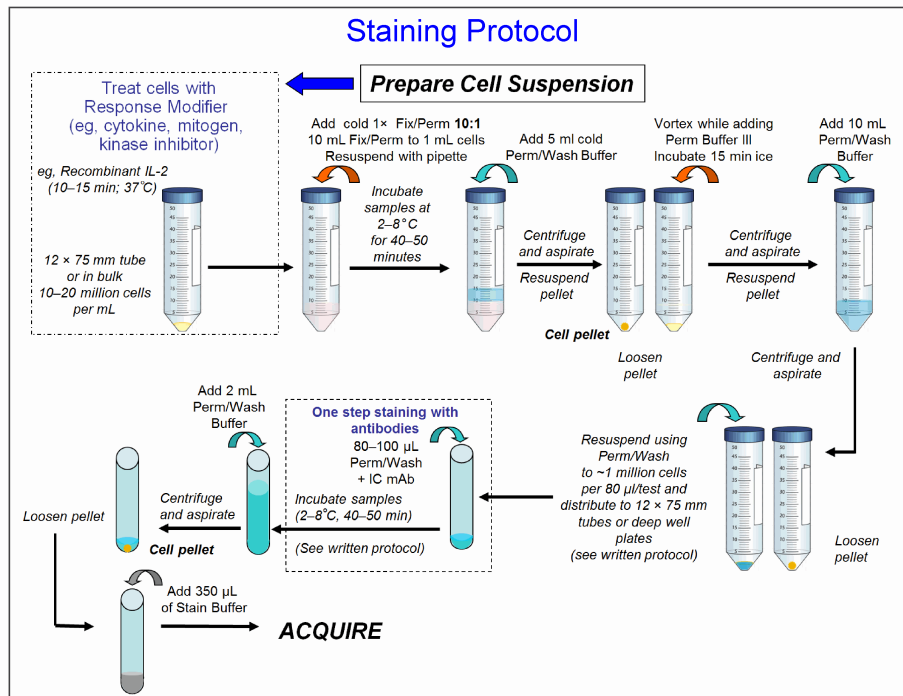 Staining Protocol
Prepare Cell Suspension
Treat cells with
Response Modifier
(eg, cytokine, mitogen,
kinase inhibitor)
eg, Recombinant IL-2
(10–15 min; 37°C)
12 × 75 mm tube
or in bulk
10–20 million cells
per mL
Add cold 1× Fix/Perm 10:1
10 mL Fix/Perm to 1 mL cells
Resuspend with pipette
Incubate
samples at
2–8°C
for 40–50
minutes
Add 5 ml cold
Perm/Wash Buffer
Centrifuge
and aspirate
Resuspend
pellet
Cell pellet
Loosen
pellet
Vortex while adding
Perm Buffer III
Incubate 15 min ice
Centrifuge
and aspirate
Resuspend
pellet
Add 10 mL
Perm/Wash
Buffer
Centrifuge and
aspirate
Loosen
pellet
Resuspend using
Perm/Wash
to ~1 million cells
per 80 µl/test and
distribute to 12 × 75 mm
tubes or deep well
plates
(see written protocol)
One step staining with
antibodies
80–100 µL
Perm/Wash
+ IC mAb
Incubate samples
(2–8°C, 40–50 min)
(See written protocol)
Add 2 mL
Perm/Wash
Buffer
Centrifuge
and aspirate
Cell pellet
Loosen pellet
Add 350 µL
of Stain Buffer
ACQUIRE